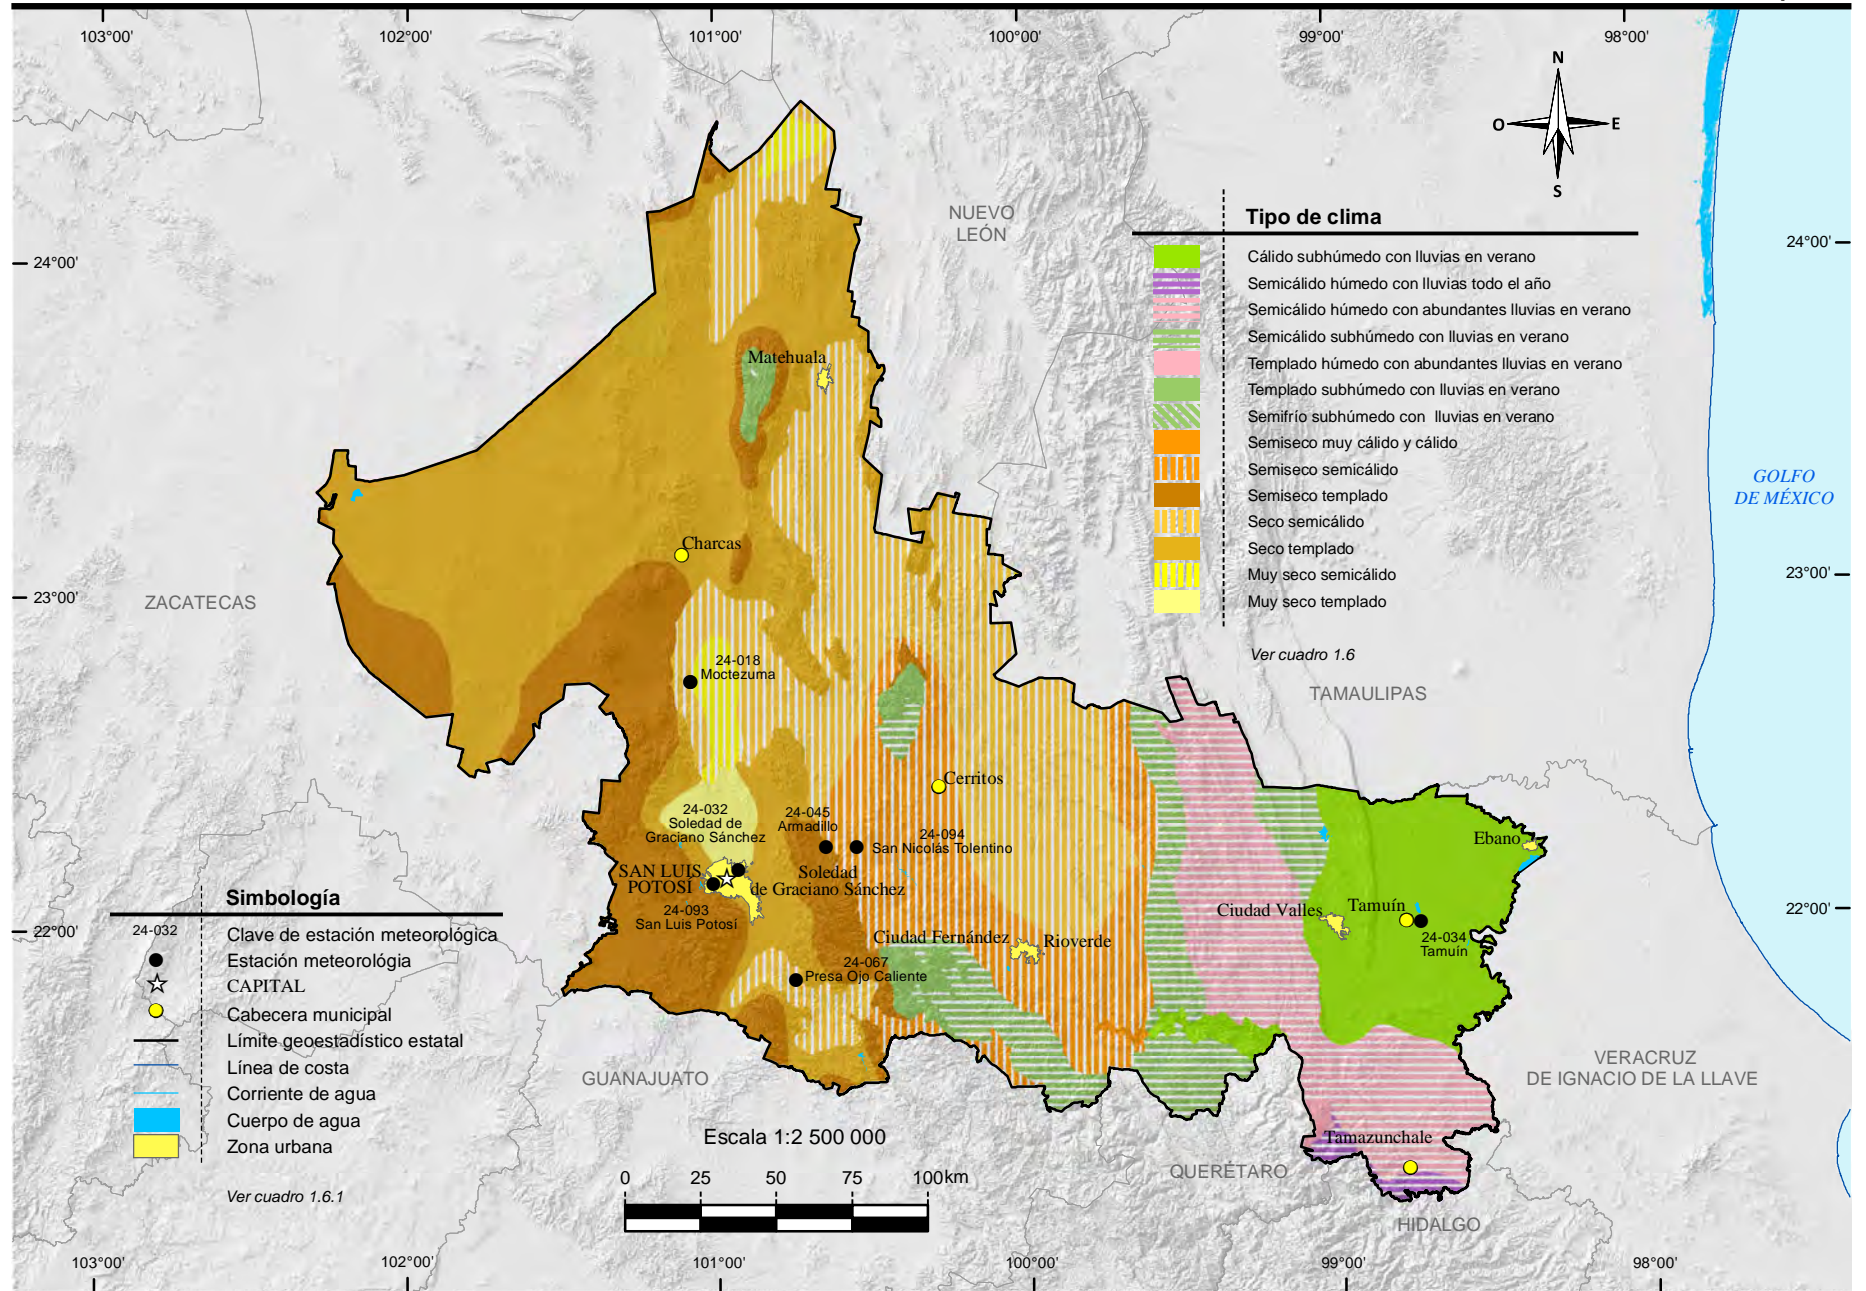 103°00'
102°00'
101°00'
100°00'
99°00'
98°00'
N
O
E
S
NUEVO
LEÓN
Tipo de clima
24°00'
24°00'
Cálido subhúmedo con lluvias en verano
Semicálido húmedo con lluvias todo el año
Semicálido húmedo con abundantes lluvias en verano
Semicálido subhúmedo con lluvias en verano
Templado húmedo con abundantes lluvias en verano
Templado subhúmedo con lluvias en verano
Semifrío subhúmedo con lluvias en verano
Semiseco muy cálido y cálido
Semiseco semicálido
Semiseco templado
Seco semicálido
Seco templado
Muy seco semicálido
Muy seco templado
Ver cuadro 1.6
Matehuala
GOLFO
DE MÉXICO
Charcas
23°00'
23°00'
ZACATECAS
24-018
Moctezuma
TAMAULIPAS
Cerritos
24-032
Soledad de
Graciano Sánchez
24-045
Armadillo
24-094
San Nicolás Tolentino
Ebano
SAN LUIS
POTOSÍ
Soledad
de Graciano Sánchez
24-093
San Luis Potosí
Ciudad Valles
Tamuín
22°00'
24-034
Tamuín
Ciudad Fernández
Rioverde
24-067
Presa Ojo Caliente
Simbología
24-032
Clave de estación meteorológica
22°00'
Estación meteorológia
CAPITAL
Cabecera municipal
Límite geoestadístico estatal
Línea de costa
Corriente de agua
Cuerpo de agua
Zona urbana
Ver cuadro 1.6.1
GUANAJUATO
VERACRUZ
DE IGNACIO DE LA LLAVE
Escala 1:2 500 000
0
25
50
75
100km
Tamazunchale
QUERÉTARO
HIDALGO
103°00'
102°00'
101°00'
100°00'
99°00'
98°00'